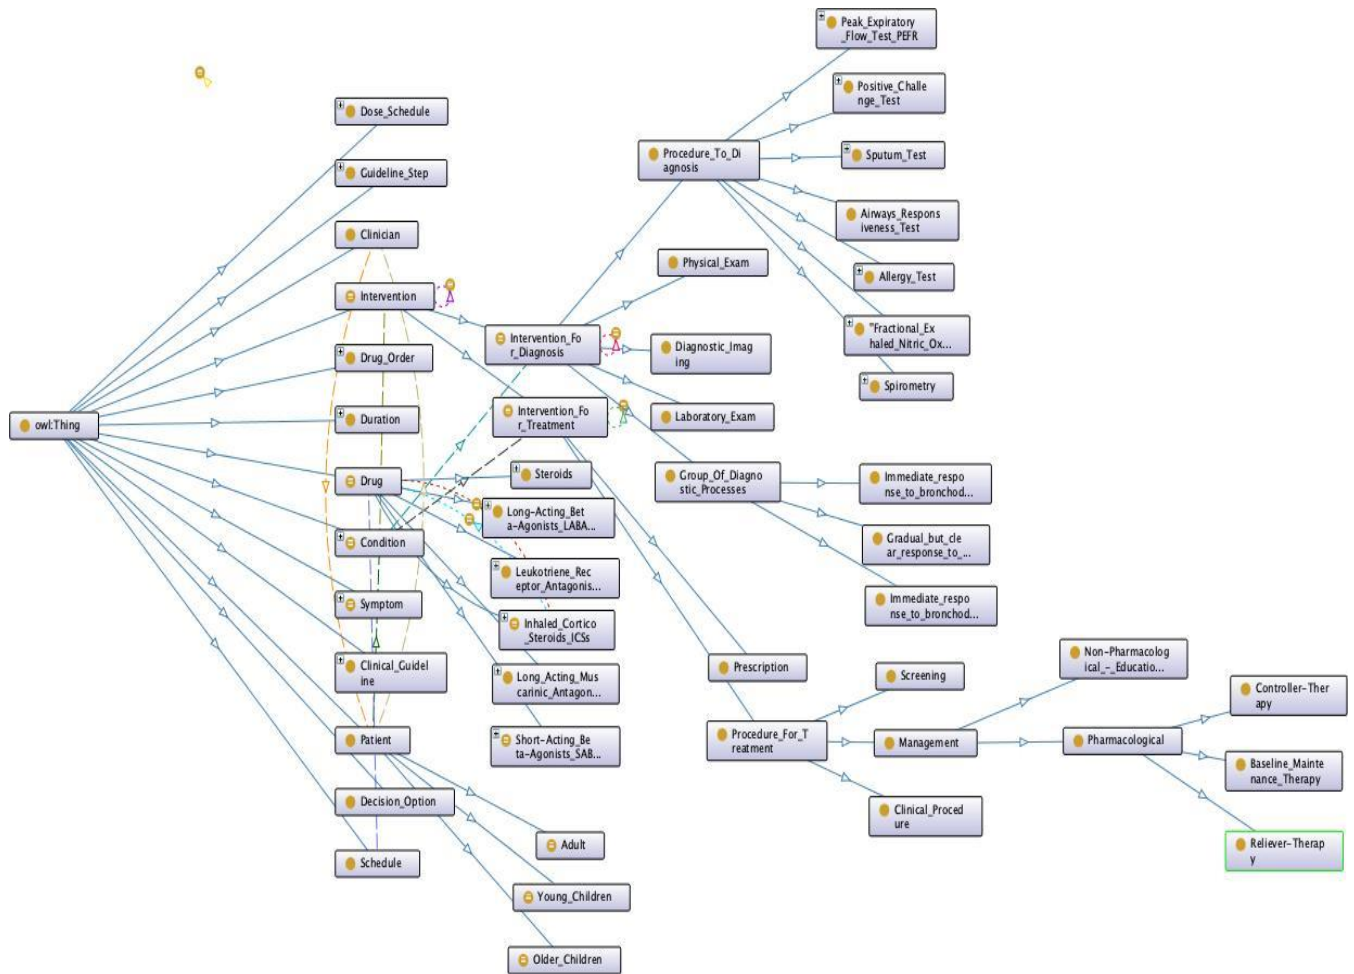 Peak_Expiratory
_Flow_Test_PEFR
Positive_Challe
nge_Test
Dose_Schedule
Procedure_To_Di
agnosis
Sputum_Test
Guideline_Step
Airways_Respons
iveness_Test
Clinician
Physical_Exam
Allergy_Test
Intervention
"Fractional_Ex
haled_Nitric_Ox...
Intervention_Fo
r_Diagnosis
Diagnostic_Imag
ing
Drug_Order
Spirometry
owl:Thing
Duration
Intervention_Fo
r_Treatment
Laboratory_Exam
Drug
Steroids
Group_Of_Diagno
stic_Processes
Immediate_respo
nse_to_bronchod...
Long-Acting_Bet
a-Agonists_LABA...
Condition
Gradual_but_cle
ar_response_to_...
Leukotriene_Rec
eptor_Antagonis...
Symptom
Immediate_respo
nse_to_bronchod...
Inhaled_Cortico
_Steroids_ICSs
Clinical_Guidel
ine
Long_Acting_Mus
carinic_Antagon...
Prescription
Screening
Non-Pharmacolog
ical_-_Educatio...
Controller-Ther
apy
Patient
Short-Acting_Be
ta-Agonists_SAB...
Procedure_For_T
reatment
Management
Pharmacological
Baseline_Mainte
nance_Therapy
Decision_Option
Clinical_Proced
ure
Adult
Reliever-Therap
y
Schedule
Young_Children
Older_Children